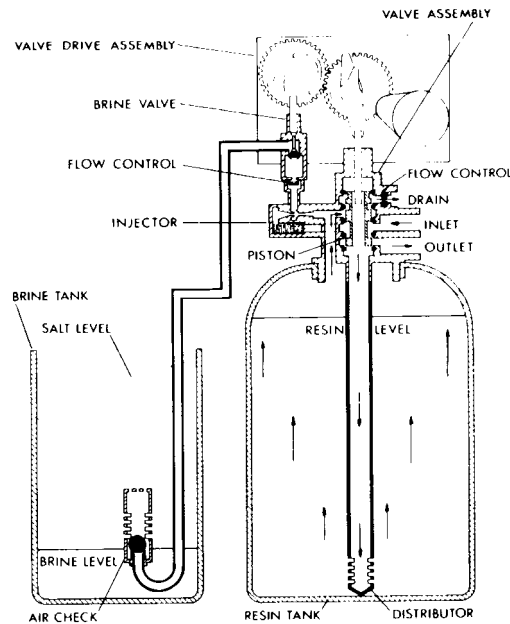 VALVE ASSEMBLY
VALVE DRIVE ASSEMBLY
BRINE VALVE
FLOW CONTROL
FLOW CONTROL
DRAIN
INJECTOR
INLET
OUTLET
PISTON
BRINE TANK
SALT LEVEL
RESIN LEVEL
BRINE LEVEL
AIR CHECK
RESIN TANK
DISTRIBUTOR